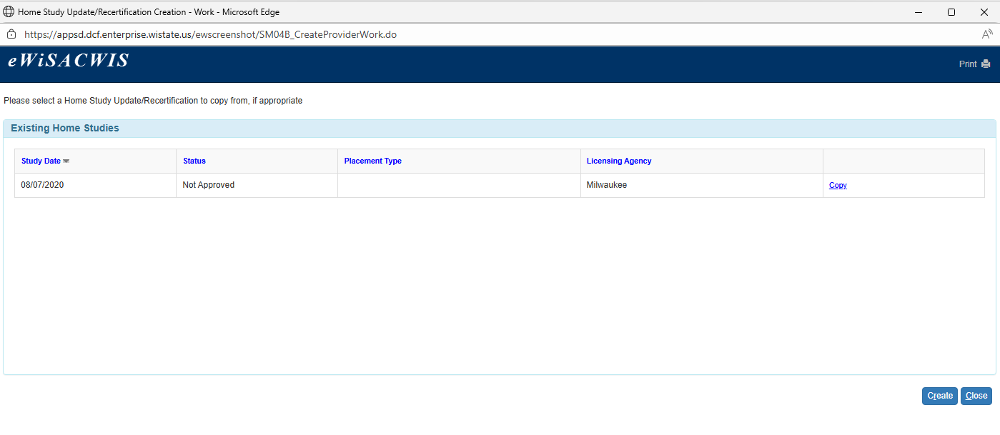 Home Study Update/Recertification Creation - Work - Microsoft Edge
https://appsd.dcf.enterprise.wistate.us/ewscreenshot/SM04B_CreateProviderWork.do
eWiSACWIS
Print
Please select a Home Study Update/Recertification to copy from, if appropriate
Existing Home Studies
Study Date Status Placement Type Licensing Agency
08/07/2020 Not Approved Milwaukee Copy
Create Close